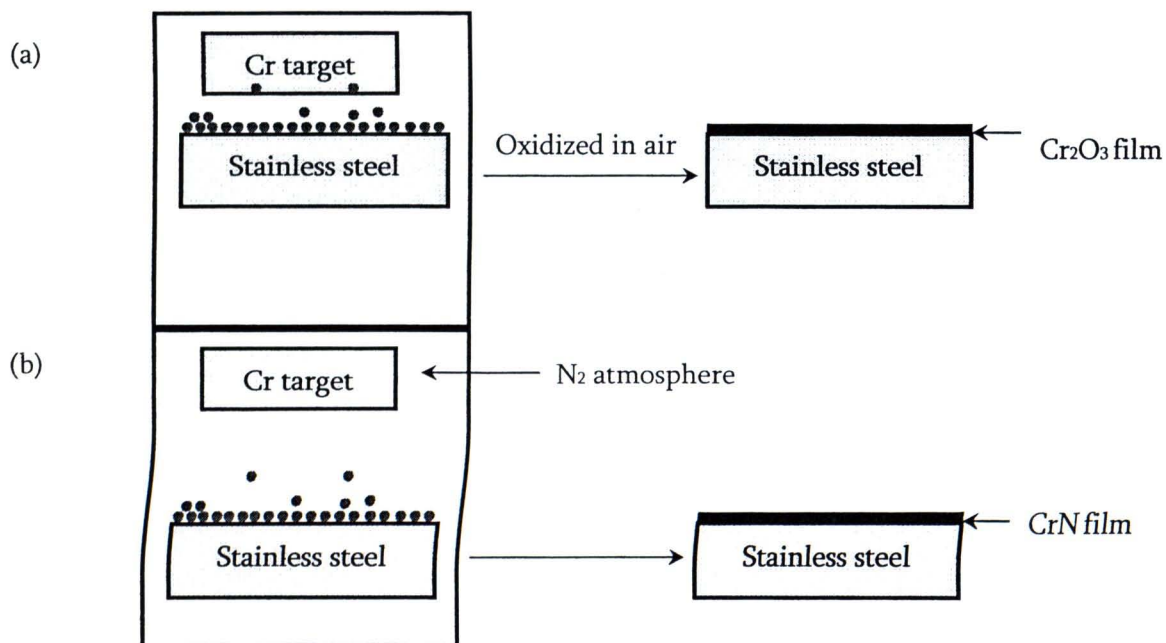 (a)
Cr target
Stainless steel
Oxidized in air
Stainless steel
Cr₂O₃ film
(b)
Cr target
N₂ atmosphere
Stainless steel
Stainless steel
CrN film